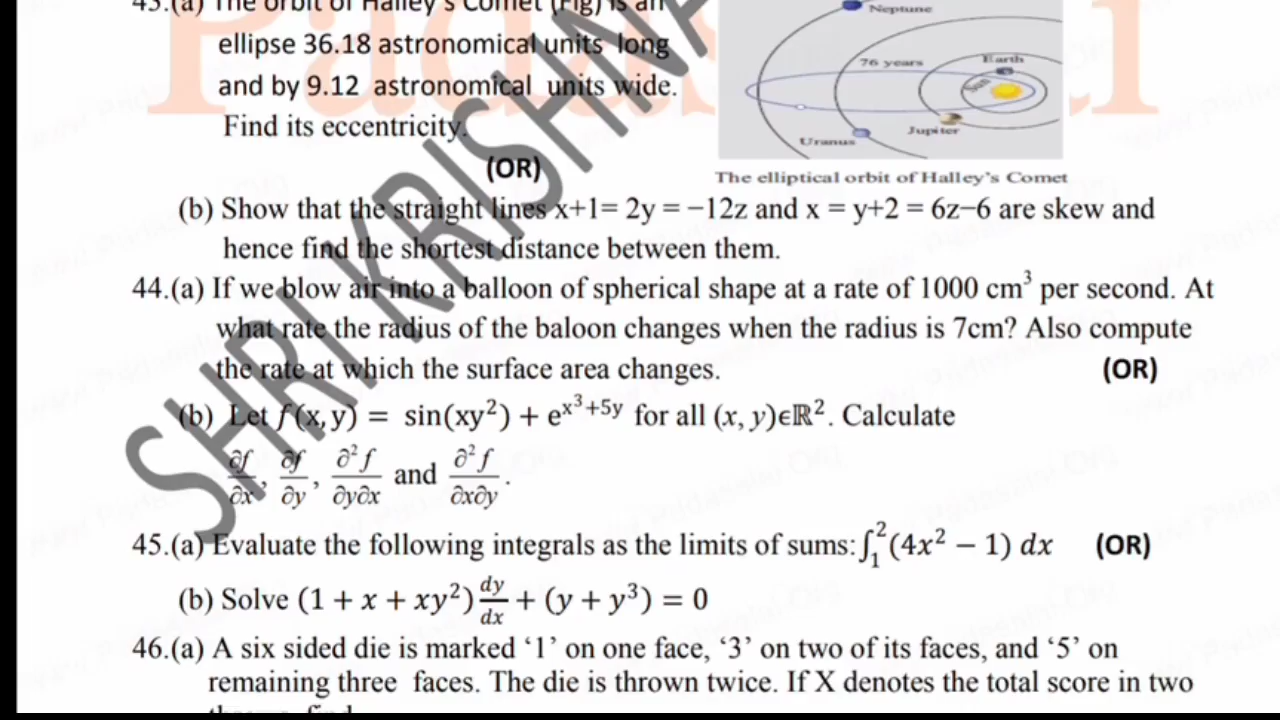 43.(a) The orbit of Halley's Comet (Fig) is an
ellipse 36.18 astronomical units long
and by 9.12 astronomical units wide.
Find its eccentricity.
Neptune
76 years
Earth
Sun
Jupiter
Uranus
The elliptical orbit of Halley's Comet
(OR)
(b) Show that the straight lines x+1= 2y = −12z and x = y+2 = 6z−6 are skew and
hence find the shortest distance between them.
44.(a) If we blow air into a balloon of spherical shape at a rate of 1000 cm³ per second. At
what rate the radius of the baloon changes when the radius is 7cm? Also compute
the rate at which the surface area changes. (OR)
(b) Let f(x,y) = sin(xy²) + e^(x³+5y) for all (x, y)∈ℝ². Calculate
∂f/∂x, ∂f/∂y, ∂²f/∂y∂x and ∂²f/∂x∂y.
45.(a) Evaluate the following integrals as the limits of sums: ∫₁²(4x² − 1) dx (OR)
(b) Solve (1 + x + xy²) dy/dx + (y + y³) = 0
46.(a) A six sided die is marked ‘1’ on one face, ‘3’ on two of its faces, and ‘5’ on
remaining three faces. The die is thrown twice. If X denotes the total score in two
SHRI KRISHNA